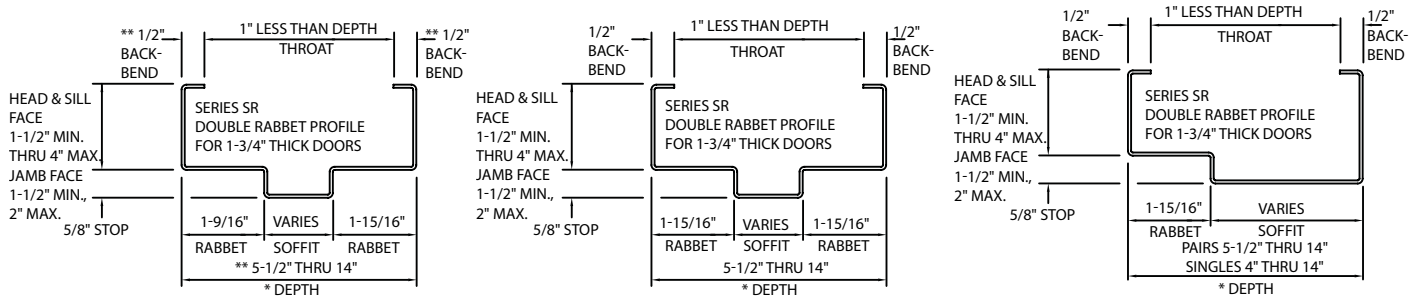 ** 1/2"
BACK-
BEND
1" LESS THAN DEPTH
THROAT
** 1/2"
BACK-
BEND
HEAD & SILL
FACE
1-1/2" MIN.
THRU 4" MAX.
JAMB FACE
1-1/2" MIN.,
2" MAX.
5/8" STOP
SERIES SR
DOUBLE RABBET PROFILE
FOR 1-3/4" THICK DOORS
1-9/16"
VARIES
1-15/16"
RABBET
SOFFIT
RABBET
** 5-1/2" THRU 14"
* DEPTH
1/2"
BACK-
BEND
1" LESS THAN DEPTH
THROAT
1/2"
BACK-
BEND
HEAD & SILL
FACE
1-1/2" MIN.
THRU 4" MAX.
JAMB FACE
1-1/2" MIN.,
2" MAX.
5/8" STOP
SERIES SR
DOUBLE RABBET PROFILE
FOR 1-3/4" THICK DOORS
1-15/16"
VARIES
1-15/16"
RABBET
SOFFIT
RABBET
5-1/2" THRU 14"
* DEPTH
1/2"
BACK-
BEND
1" LESS THAN DEPTH
THROAT
1/2"
BACK-
BEND
HEAD & SILL
FACE
1-1/2" MIN.
THRU 4" MAX.
JAMB FACE
1-1/2" MIN.,
2" MAX.
5/8" STOP
SERIES SR
DOUBLE RABBET PROFILE
FOR 1-3/4" THICK DOORS
1-15/16"
VARIES
RABBET
SOFFIT
PAIRS 5-1/2" THRU 14"
SINGLES 4" THRU 14"
* DEPTH